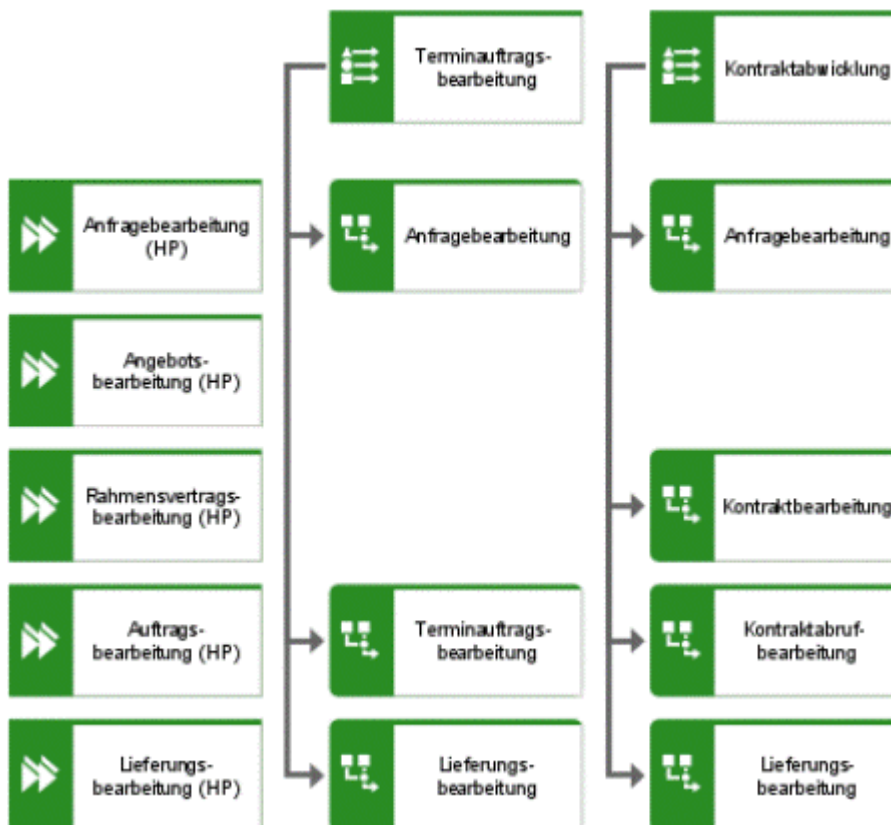 Terminauftrags-
bearbeitung
Kontraktabwicklung
Anfragebearbeitung
(HP)
Anfragebearbeitung
Anfragebearbeitung
Angebots-
bearbeitung (HP)
Rahmensvertrags-
bearbeitung (HP)
Kontraktbearbeitung
Auftrags-
bearbeitung (HP)
Terminauftrags-
bearbeitung
Kontraktabruf-
bearbeitung
Lieferungs-
bearbeitung (HP)
Lieferungs-
bearbeitung
Lieferungs-
bearbeitung